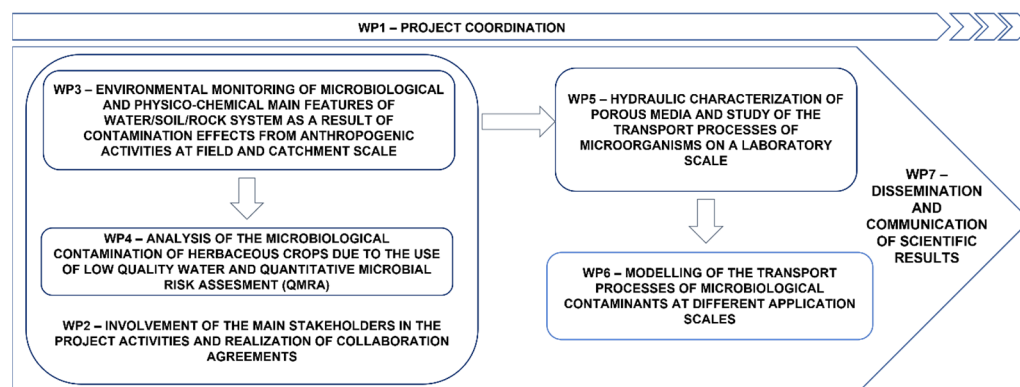 WP1 – PROJECT COORDINATION
WP3 – ENVIRONMENTAL MONITORING OF MICROBIOLOGICAL
AND PHYSICO-CHEMICAL MAIN FEATURES OF
WATER/SOIL/ROCK SYSTEM AS A RESULT OF
CONTAMINATION EFFECTS FROM ANTHROPOGENIC
ACTIVITIES AT FIELD AND CATCHMENT SCALE
WP4 – ANALYSIS OF THE MICROBIOLOGICAL
CONTAMINATION OF HERBACEOUS CROPS DUE TO THE USE
OF LOW QUALITY WATER AND QUANTITATIVE MICROBIAL
RISK ASSESMENT (QMRA)
WP2 – INVOLVEMENT OF THE MAIN STAKEHOLDERS IN THE
PROJECT ACTIVITIES AND REALIZATION OF COLLABORATION
AGREEMENTS
WP5 – HYDRAULIC CHARACTERIZATION OF
POROUS MEDIA AND STUDY OF THE
TRANSPORT PROCESSES OF
MICROORGANISMS ON A LABORATORY
SCALE
WP6 – MODELLING OF THE TRANSPORT
PROCESSES OF MICROBIOLOGICAL
CONTAMINANTS AT DIFFERENT APPLICATION
SCALES
WP7 –
DISSEMINATION
AND
COMMUNICATION
OF SCIENTIFIC
RESULTS